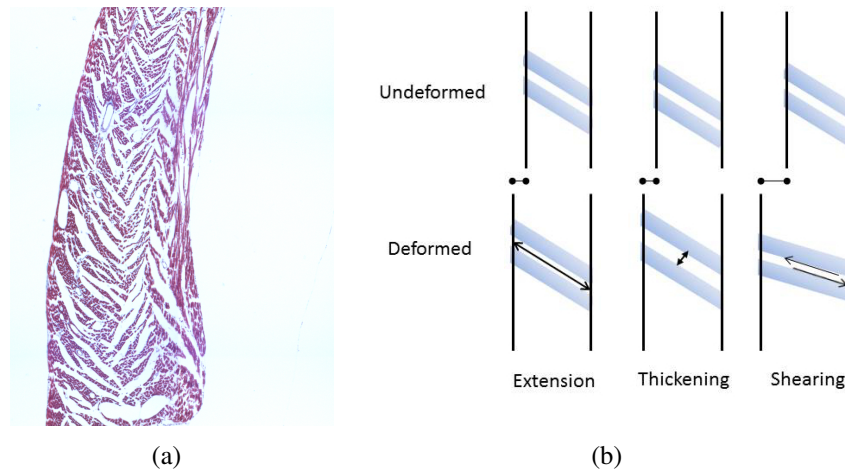 Undeformed
Deformed
Extension
Thickening
Shearing
(a)
(b)